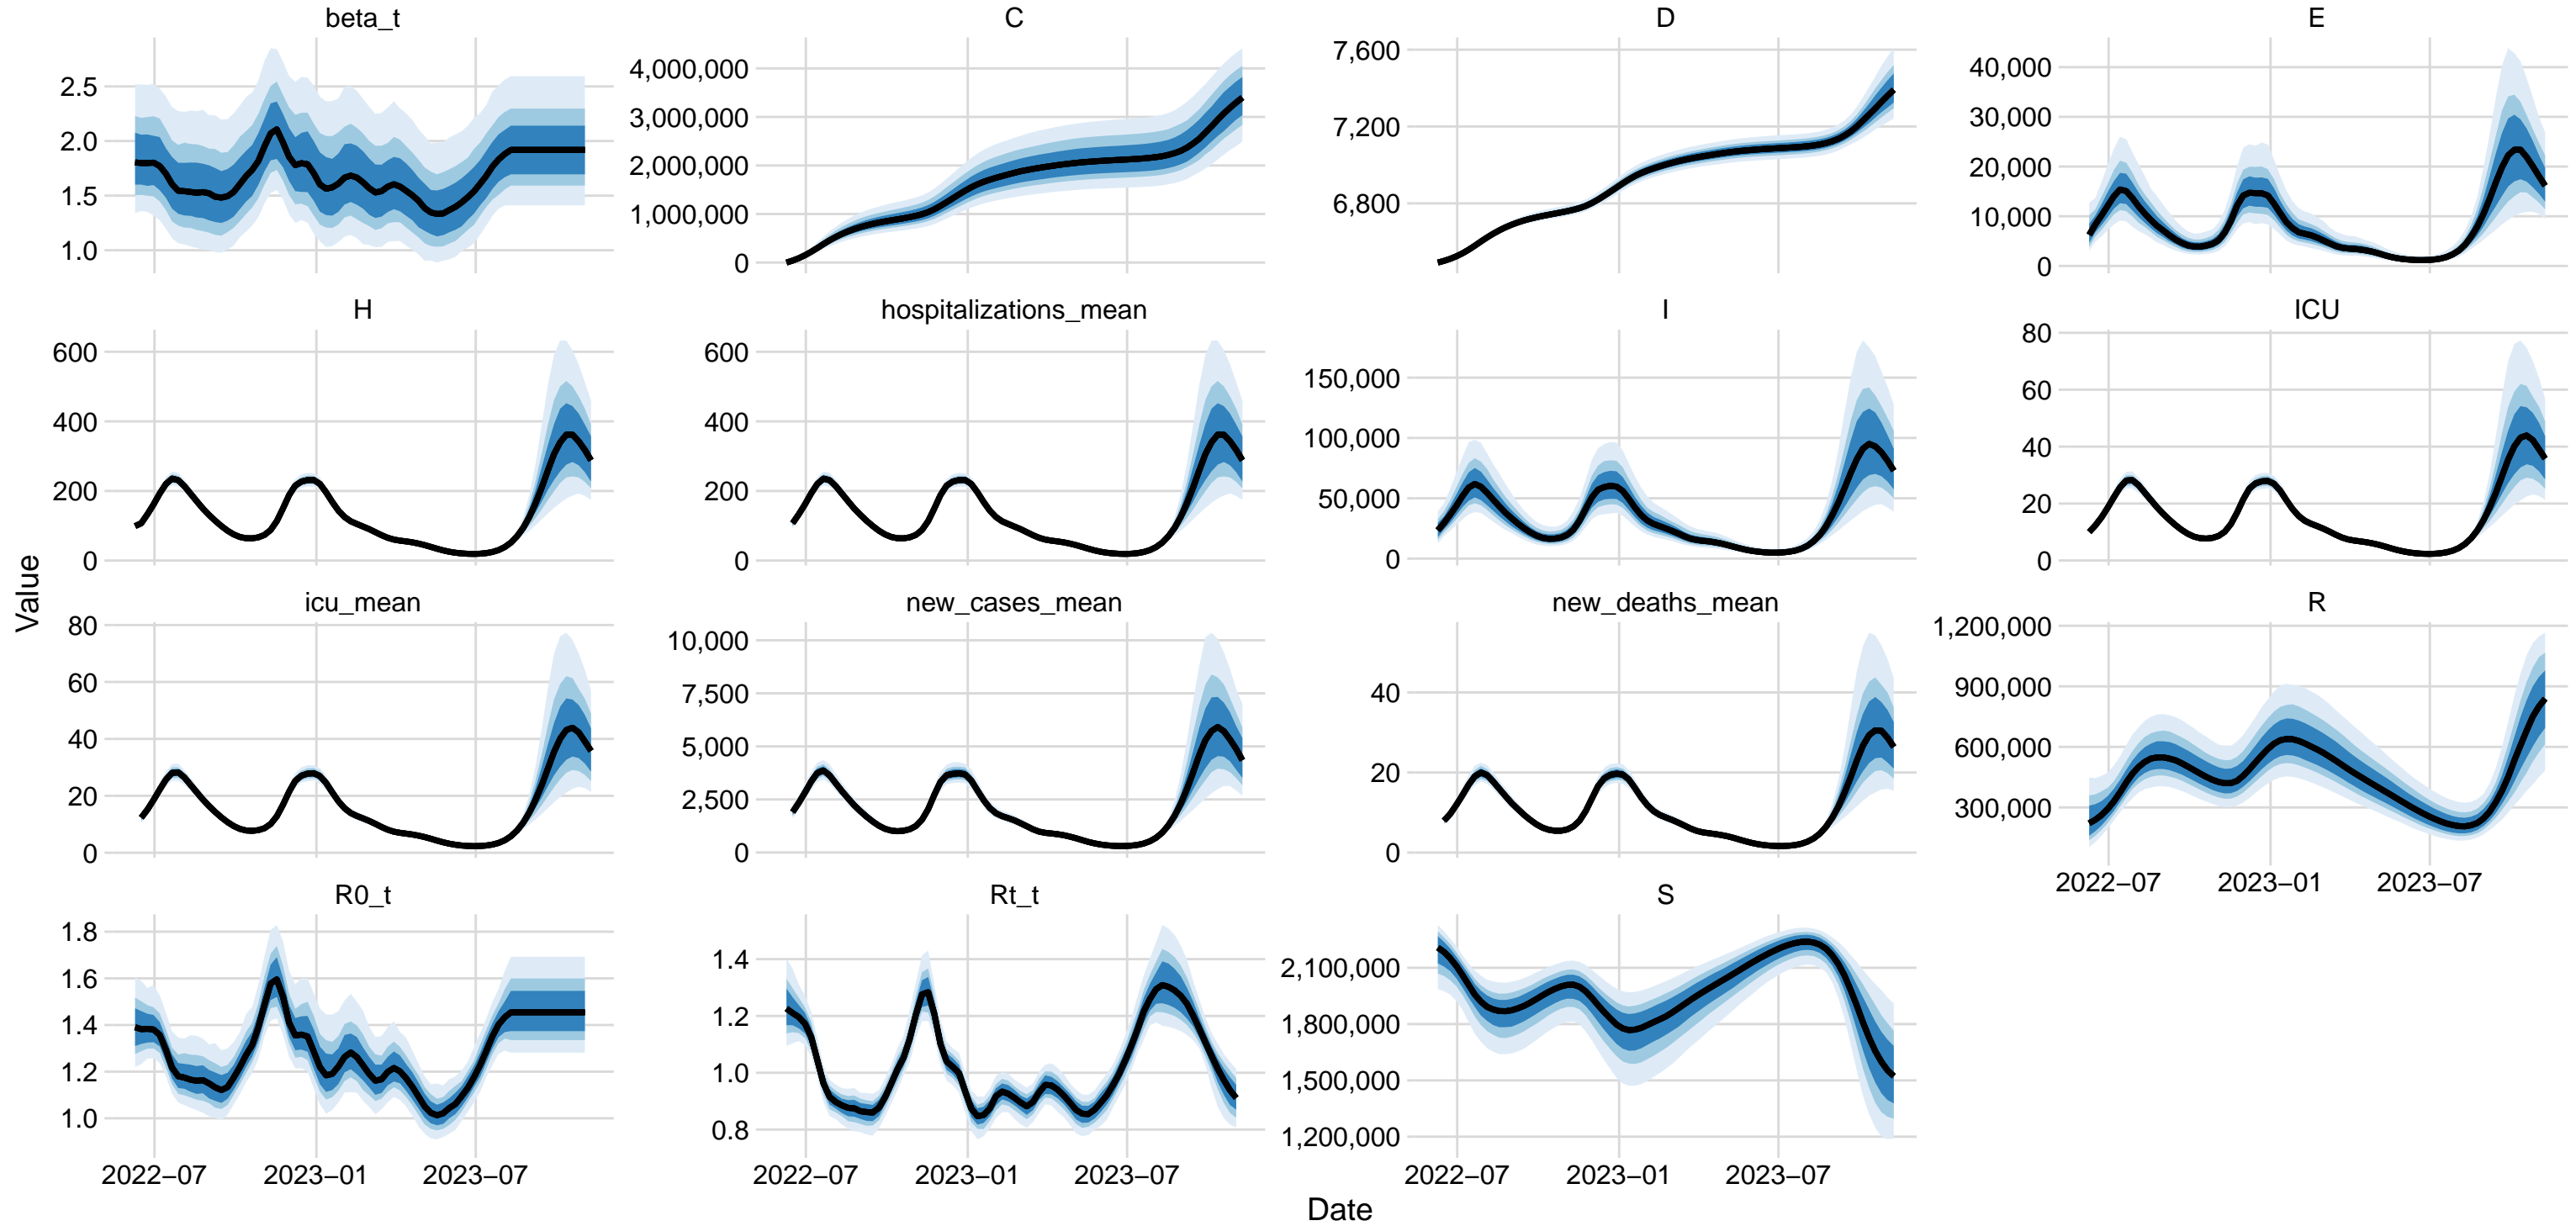 beta_t C D E
2.5 4,000,000 7,600 40,000
2.0 3,000,000 7,200 30,000
1.5 2,000,000 6,800 20,000
1.0 1,000,000 10,000
0 0
H hospitalizations_mean I ICU
600 600 150,000 80
400 400 100,000 60
200 200 50,000 40
0 0 0 20
0
Value
icu_mean new_cases_mean new_deaths_mean R
80 10,000 40 1,200,000
60 7,500 20 900,000
40 5,000 0 600,000
20 2,500 300,000
0 0
2022−07 2023−01 2023−07
R0_t Rt_t S
1.8 1.4 2,100,000
1.6 1.2 1,800,000
1.4 1.0 1,500,000
1.2 0.8 1,200,000
1.0
2022−07 2023−01 2023−07 2022−07 2023−01 2023−07 2022−07 2023−01 2023−07
Date